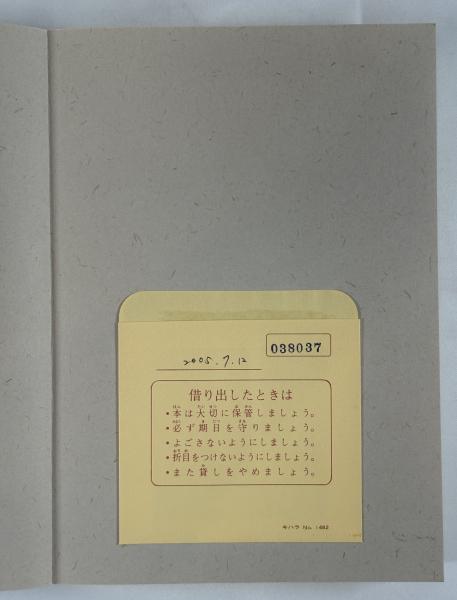 038037
2005.7.12
借り出したときは
・本は大切に保管しましょう。
・必ず期日を守りましょう。
・よごさないようにしましょう。
・折目をつけないようにしましょう。
・また貸しをやめましょう。
キハラ No. 1482